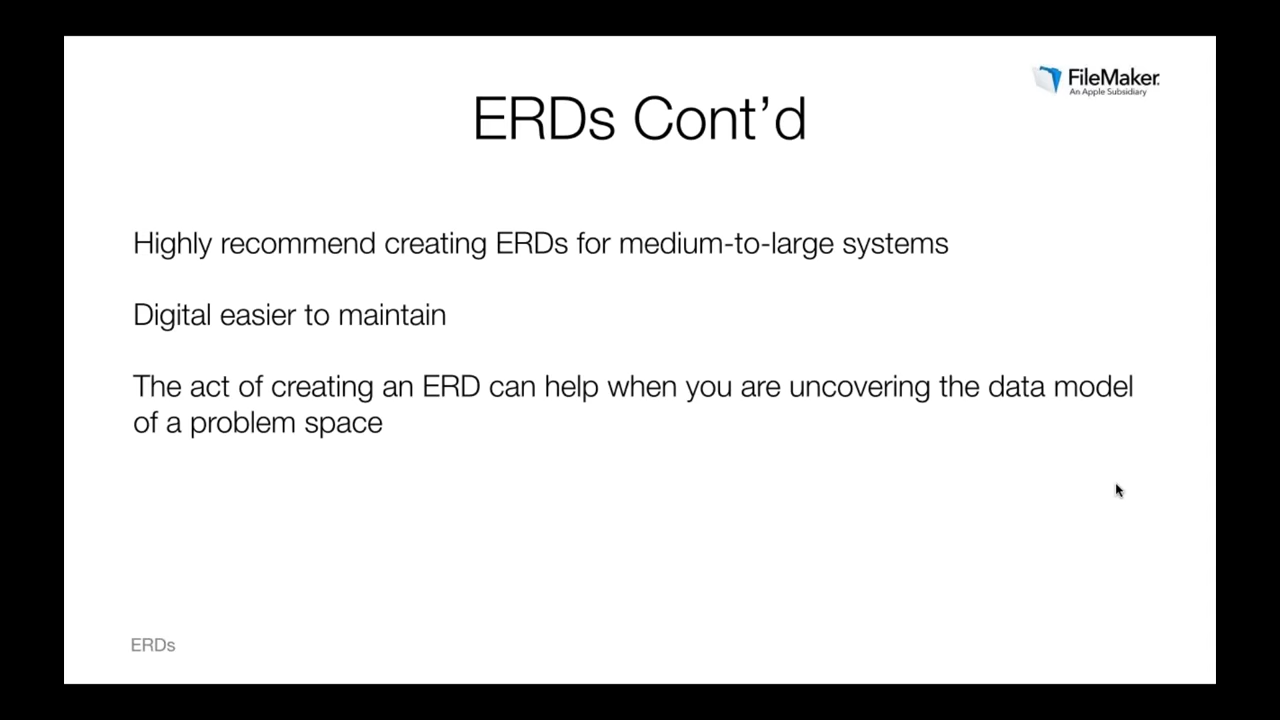 FileMaker.
An Apple Subsidiary
ERDs Cont’d
Highly recommend creating ERDs for medium-to-large systems
Digital easier to maintain
The act of creating an ERD can help when you are uncovering the data model
of a problem space
ERDs